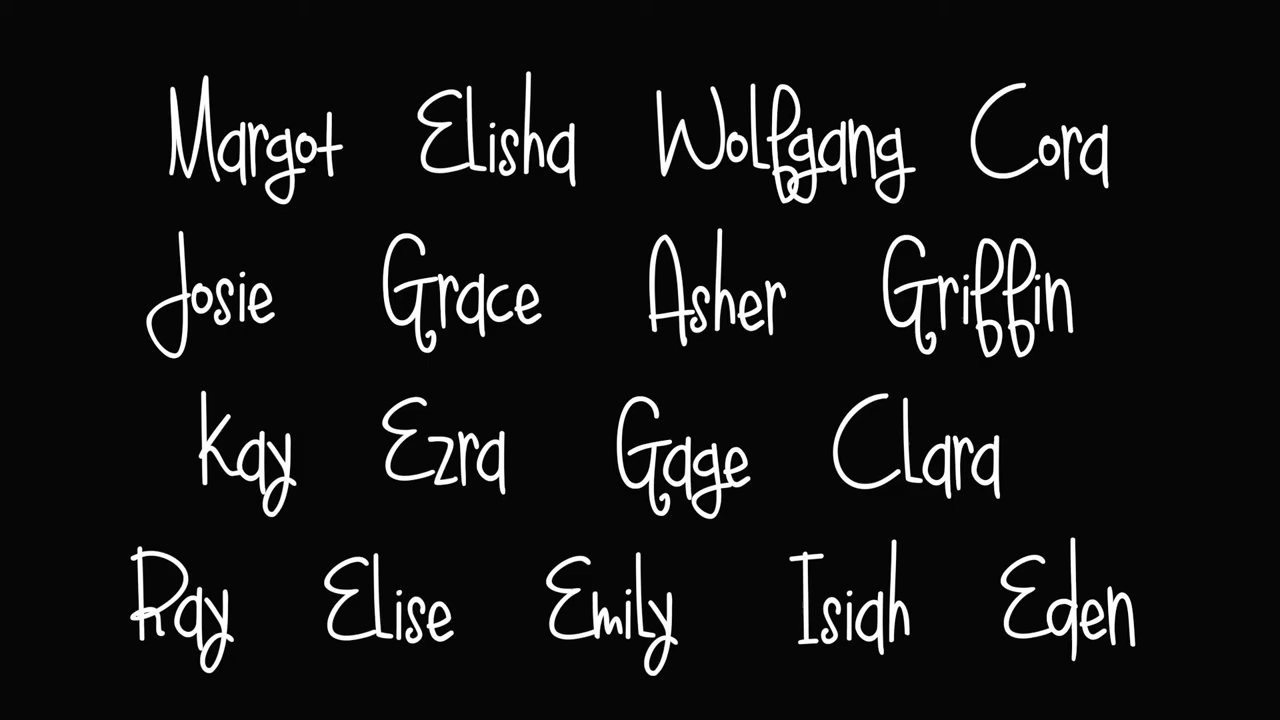 Margot Elisha Wolfgang Cora
Josie Grace Asher Griffin
Kay Ezra Gage Clara
Ray Elise Emily Isiah Eden